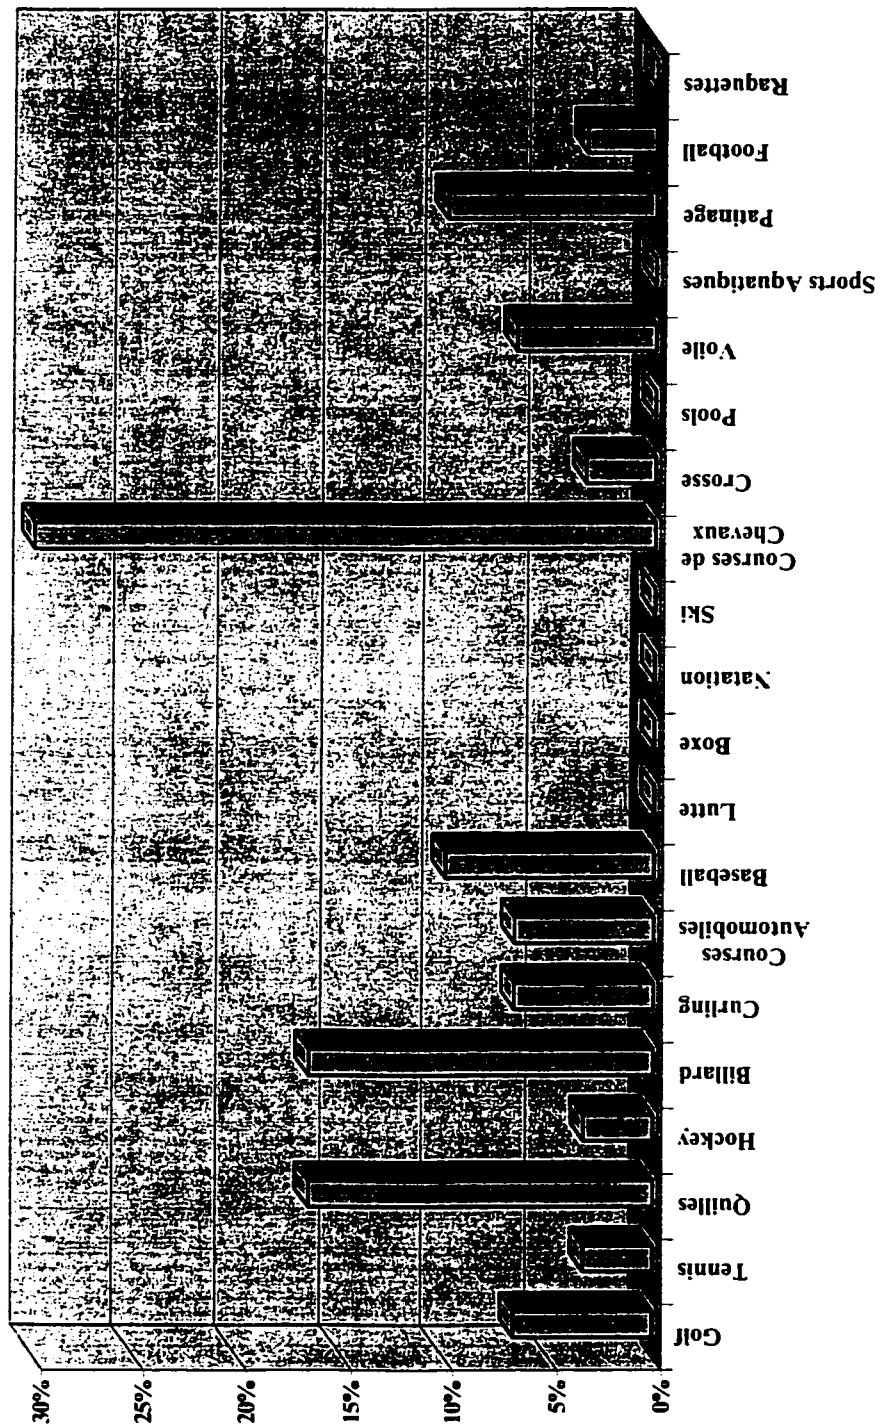 30%
25%
20%
15%
10%
5%
0%
Golf
Tennis
Quilles
Hockey
Billard
Curling
Courses
Automobiles
Baseball
Lutte
Boxe
Natation
Ski
Courses de
Chevaux
Crosse
Pools
Voile
Sports Aquatiques
Patinage
Football
Raquettes